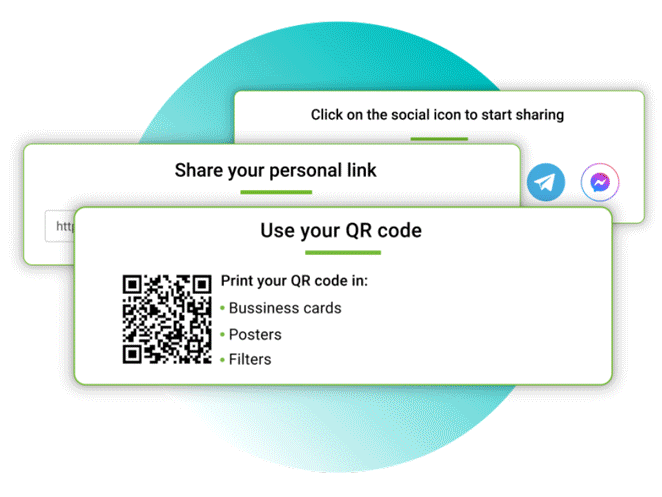 Click on the social icon to start sharing
Share your personal link
Use your QR code
Print your QR code in:
• Bussiness cards
• Posters
• Filters